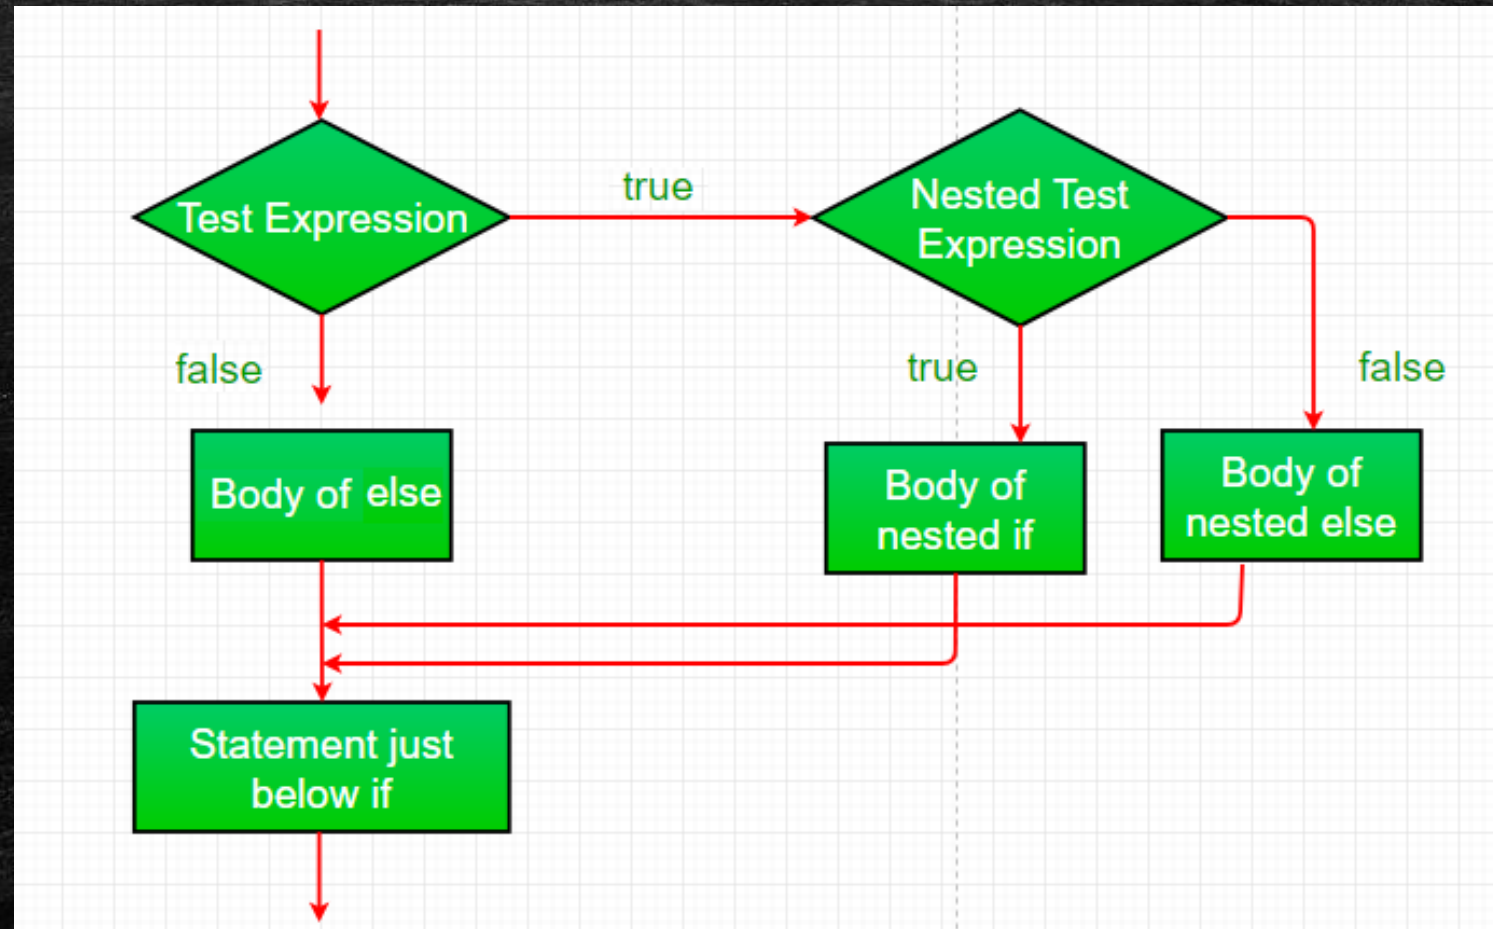 Test Expression
true
Nested Test
Expression
false
true
false
Body of else
Body of
nested if
Body of
nested else
Statement just
below if